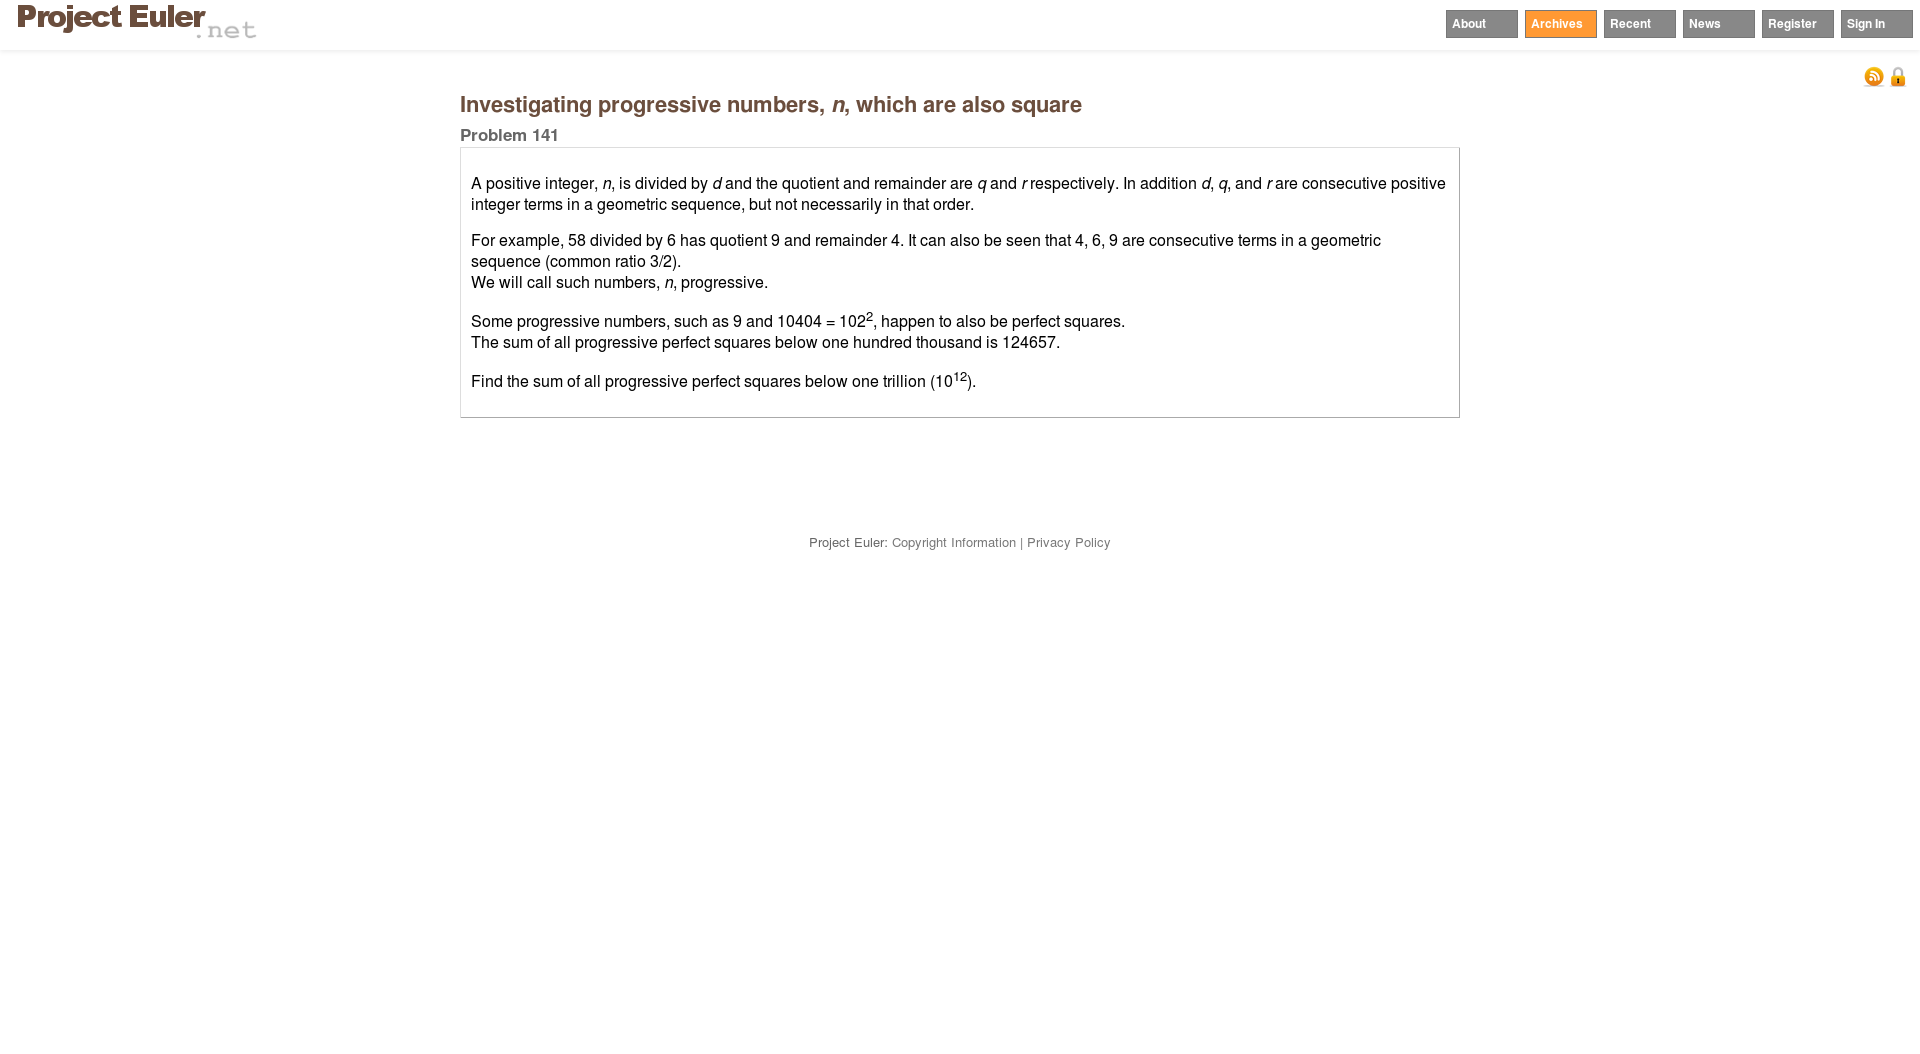 Project Euler.net
About Archives Recent News Register Sign In
Investigating progressive numbers, n, which are also square
Problem 141
A positive integer, n, is divided by d and the quotient and remainder are q and r respectively. In addition d, q, and r are consecutive positive
integer terms in a geometric sequence, but not necessarily in that order.
For example, 58 divided by 6 has quotient 9 and remainder 4. It can also be seen that 4, 6, 9 are consecutive terms in a geometric
sequence (common ratio 3/2).
We will call such numbers, n, progressive.
Some progressive numbers, such as 9 and 10404 = 102², happen to also be perfect squares.
The sum of all progressive perfect squares below one hundred thousand is 124657.
Find the sum of all progressive perfect squares below one trillion (10¹²).
Project Euler: Copyright Information | Privacy Policy